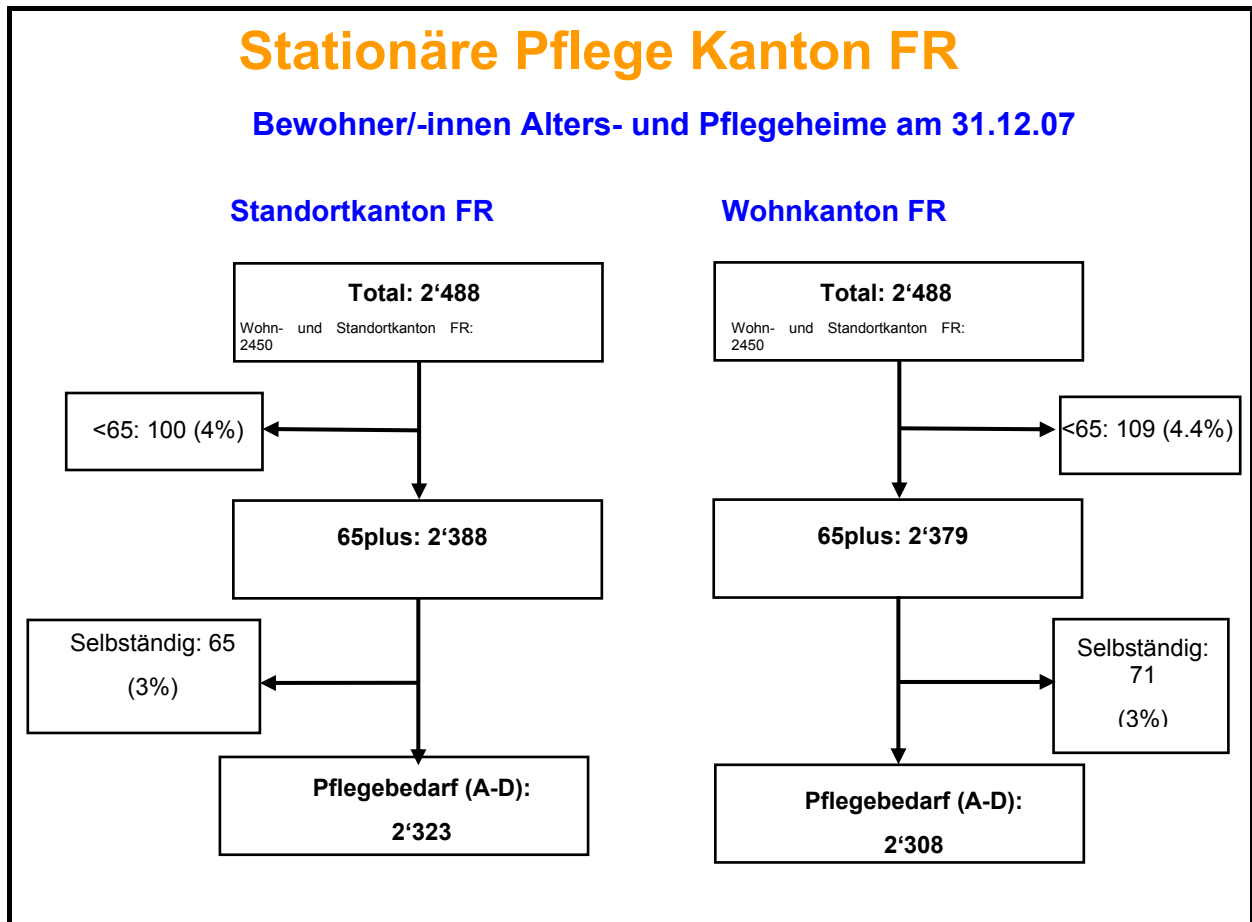 Stationäre Pflege Kanton FR
Bewohner/-innen Alters- und Pflegeheime am 31.12.07
Standortkanton FR
Total: 2‘488
Wohn- und Standortkanton FR:
2450
<65: 100 (4%)
65plus: 2‘388
Selbständig: 65
(3%)
Pflegebedarf (A-D):
2‘323
Wohnkanton FR
Total: 2‘488
Wohn- und Standortkanton FR:
2450
<65: 109 (4.4%)
65plus: 2‘379
Selbständig:
71
(3%)
Pflegebedarf (A-D):
2‘308